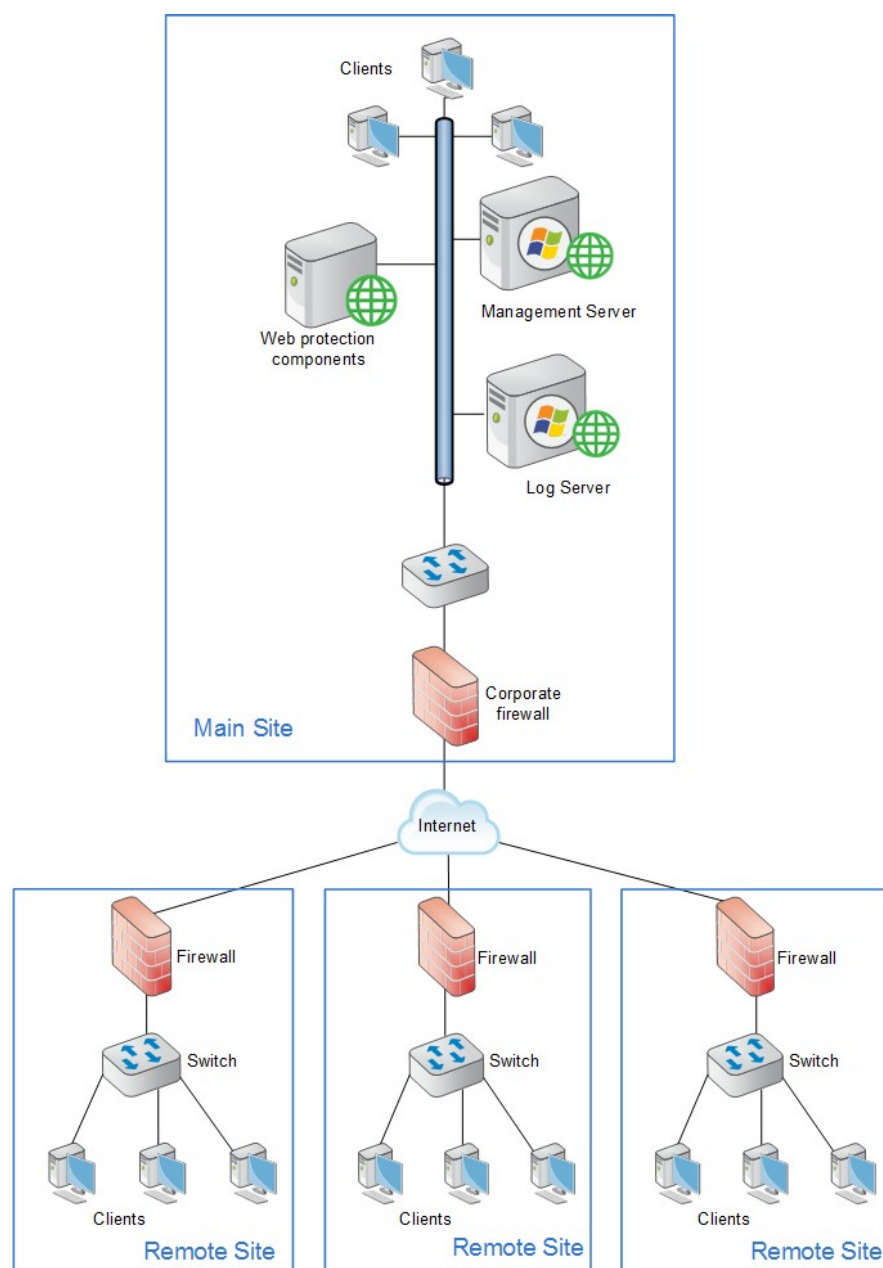 Clients
Management Server
Web protection
components
Log Server
Corporate
firewall
Main Site
Internet
Firewall
Switch
Clients
Remote Site
Firewall
Switch
Clients
Remote Site
Firewall
Switch
Clients
Remote Site